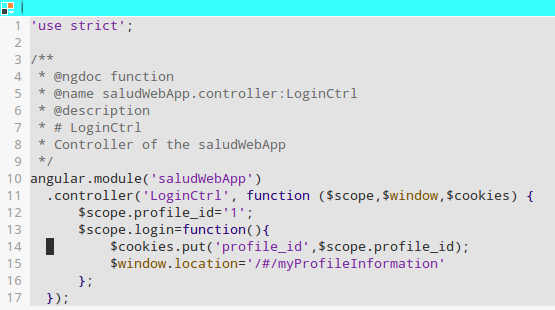 1 'use strict';
2
3 /**
4  * @ngdoc function
5  * @name saludWebApp.controller:LoginCtrl
6  * @description
7  * # LoginCtrl
8  * Controller of the saludWebApp
9  */
10 angular.module('saludWebApp')
11   .controller('LoginCtrl', function ($scope,$window,$cookies) {
12       $scope.profile_id='1';
13       $scope.login=function(){
14           $cookies.put('profile_id',$scope.profile_id);
15           $window.location='/#/myProfileInformation'
16       };
17   });